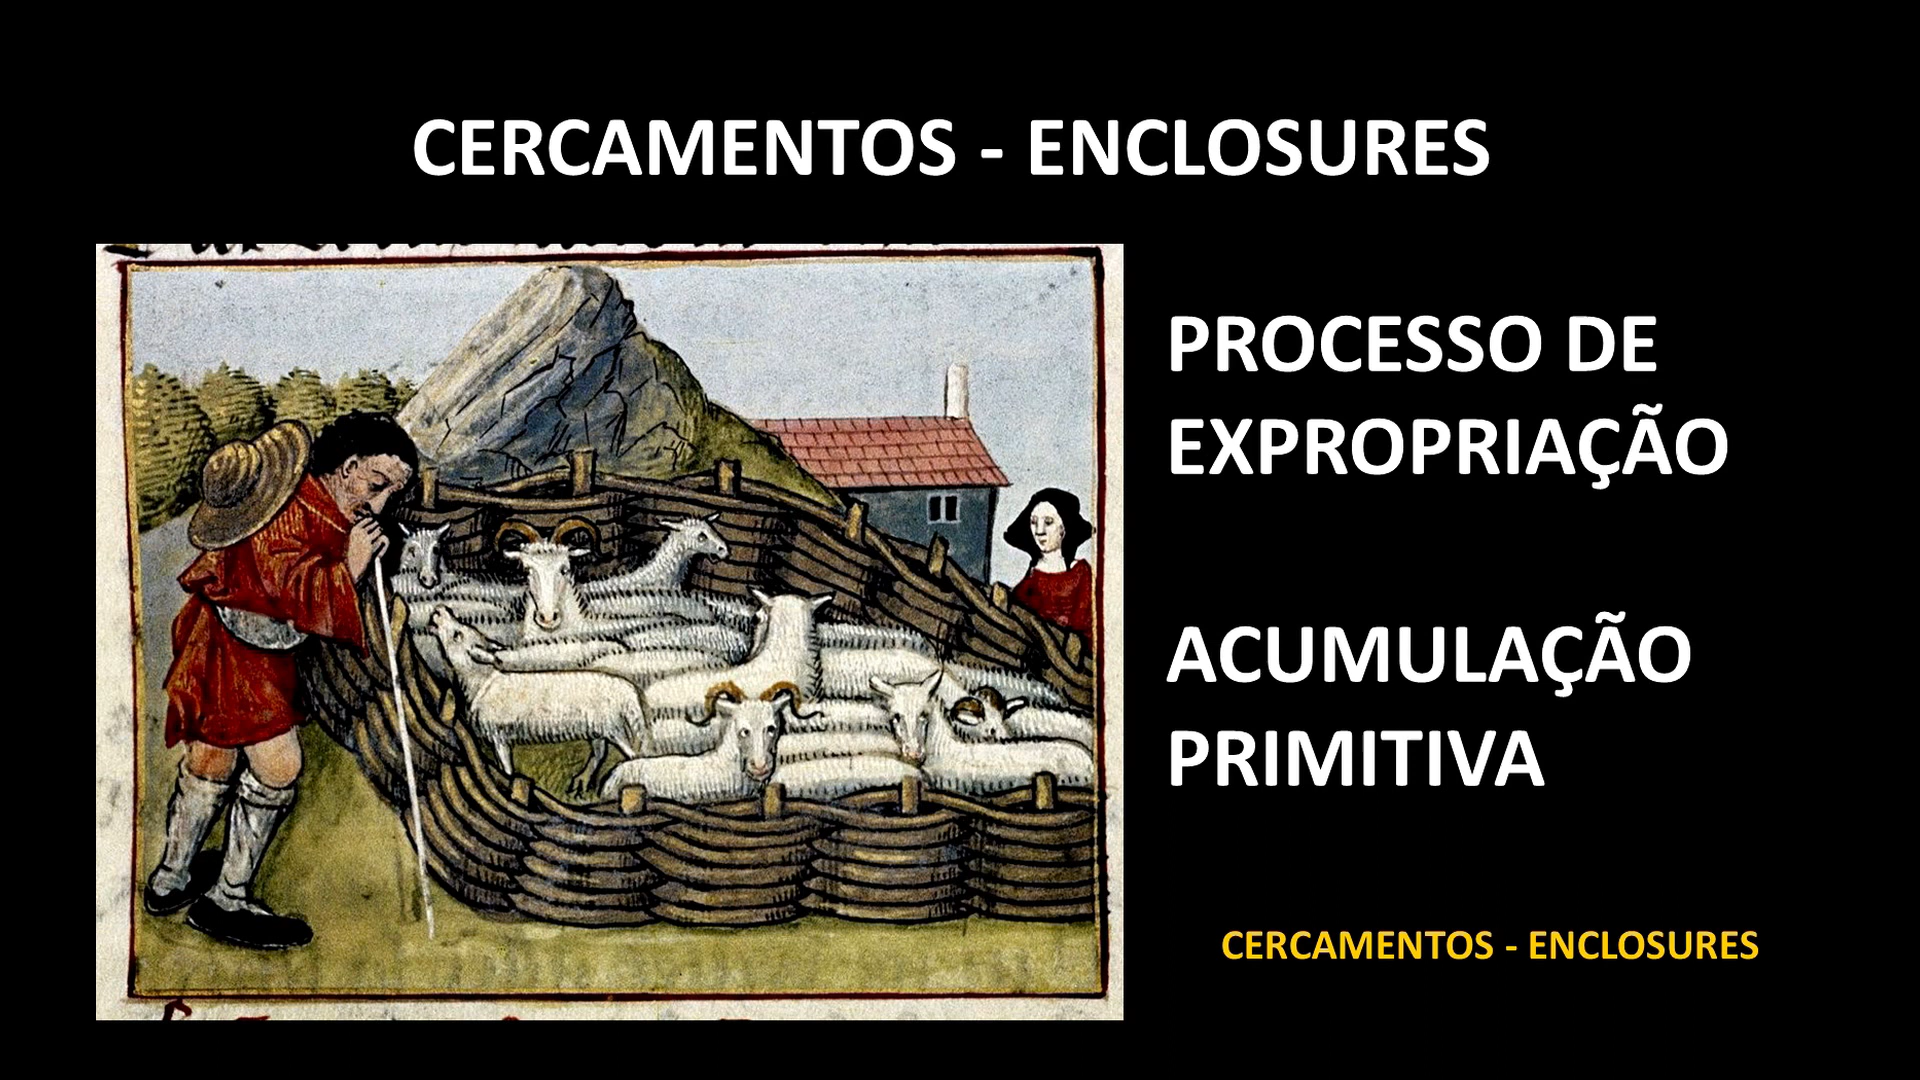 CERCAMENTOS - ENCLOSURES
PROCESSO DE
EXPROPRIAÇÃO
ACUMULAÇÃO
PRIMITIVA
CERCAMENTOS - ENCLOSURES